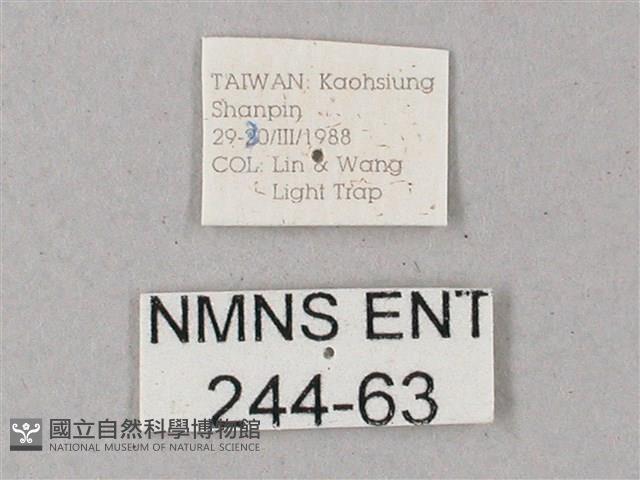 TAIWAN: Kaohsiung
Shanpin
29-30/III/1988
COL: Lin & Wang
Light Trap
NMNS ENT
244-63
國立自然科學博物館
NATIONAL MUSEUM OF NATURAL SCIENCE